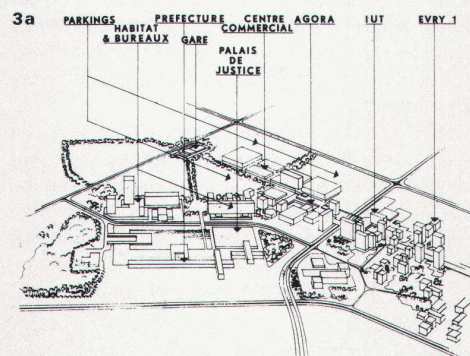 3a
PARKINGS
HABITAT
& BUREAUX
PREFECTURE
GARE
PALAIS
DE
JUSTICE
CENTRE
COMMERCIAL
AGORA
IUT
EVRY 1